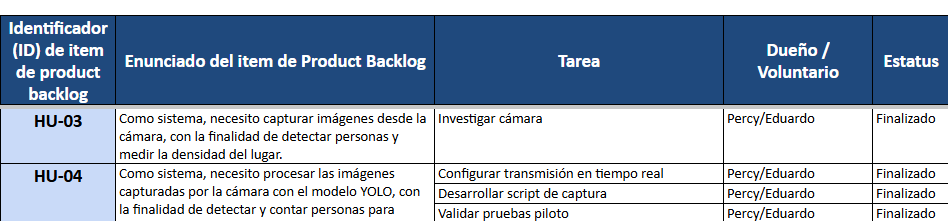 Identificador
(ID) de item
de product
backlog
Enunciado del item de Product Backlog
Tarea
Dueño /
Voluntario
Estatus
HU-03
Como sistema, necesito capturar imágenes desde la
cámara, con la finalidad de detectar personas y
medir la densidad del lugar.
Investigar cámara
Percy/Eduardo
Finalizado
HU-04
Como sistema, necesito procesar las imágenes
capturadas por la cámara con el modelo YOLO, con
la finalidad de detectar y contar personas para
Configurar transmisión en tiempo real
Percy/Eduardo
Finalizado
Desarrollar script de captura
Percy/Eduardo
Finalizado
Validar pruebas piloto
Percy/Eduardo
Finalizado